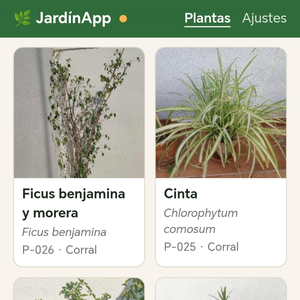 JardínApp
Plantas Ajustes
Ficus benjamina
y morera
Ficus benjamina
P-026 · Corral
Cinta
Chlorophytum
comosum
P-025 · Corral